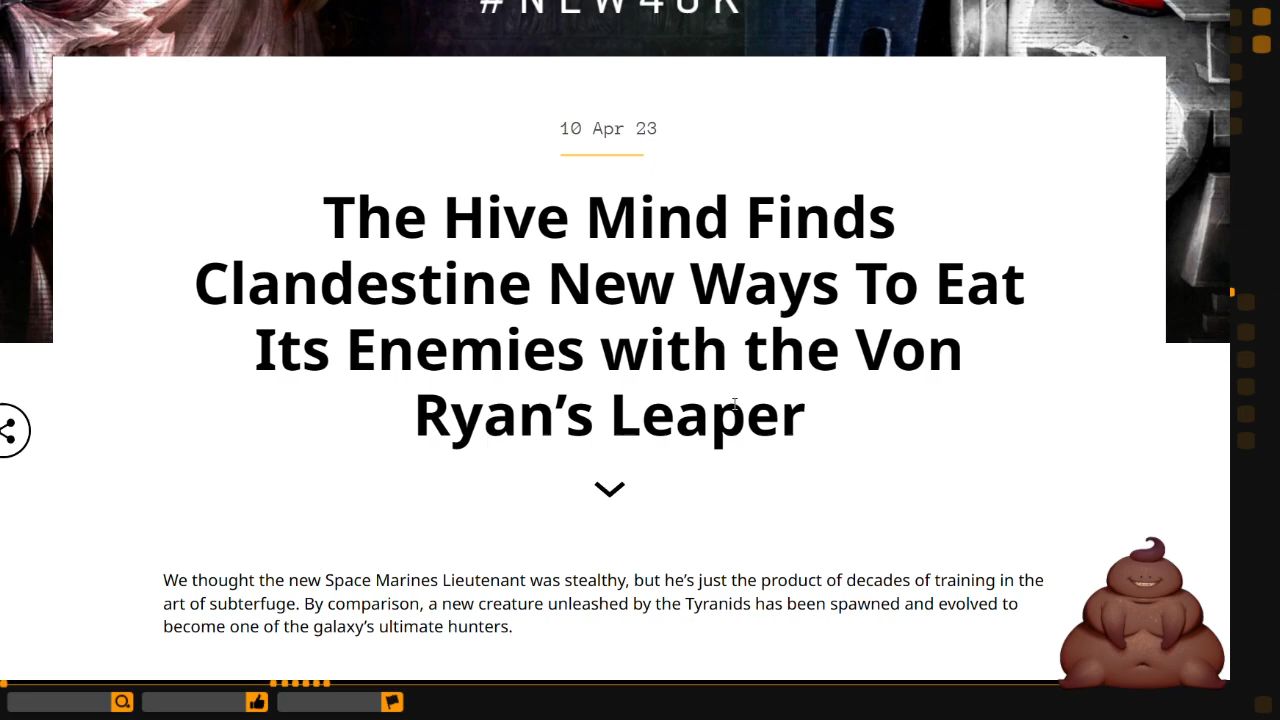 #NEW40K
10 Apr 23
The Hive Mind Finds
Clandestine New Ways To Eat
Its Enemies with the Von
Ryan’s Leaper
We thought the new Space Marines Lieutenant was stealthy, but he’s just the product of decades of training in the
art of subterfuge. By comparison, a new creature unleashed by the Tyranids has been spawned and evolved to
become one of the galaxy’s ultimate hunters.